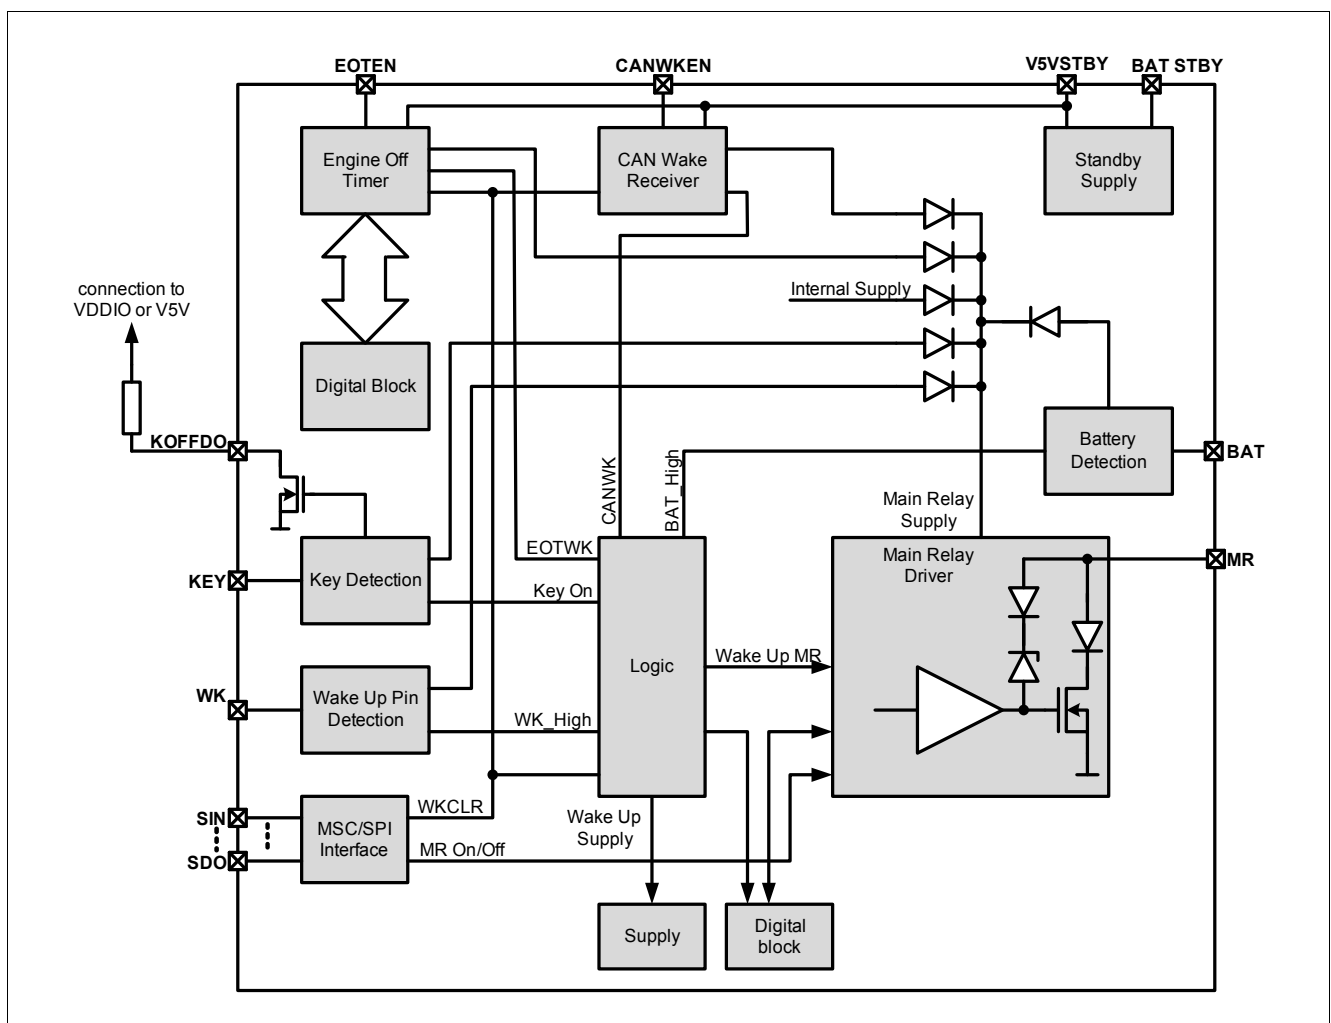 EOTEN
CANWKEN
V5VSTBY
BAT STBY
Engine Off
Timer
CAN Wake
Receiver
Standby
Supply
connection to
VDDIO or V5V
Internal Supply
Digital Block
KOFFDO
Battery
Detection
BAT
CANWK
BAT_High
Main Relay
Supply
EOTWK
Main Relay
Driver
MR
KEY
Key Detection
Key On
Logic
Wake Up MR
WK
Wake Up Pin
Detection
WK_High
SIN
SDO
MSC/SPI
Interface
WKCLR
MR On/Off
Wake Up
Supply
Supply
Digital
block